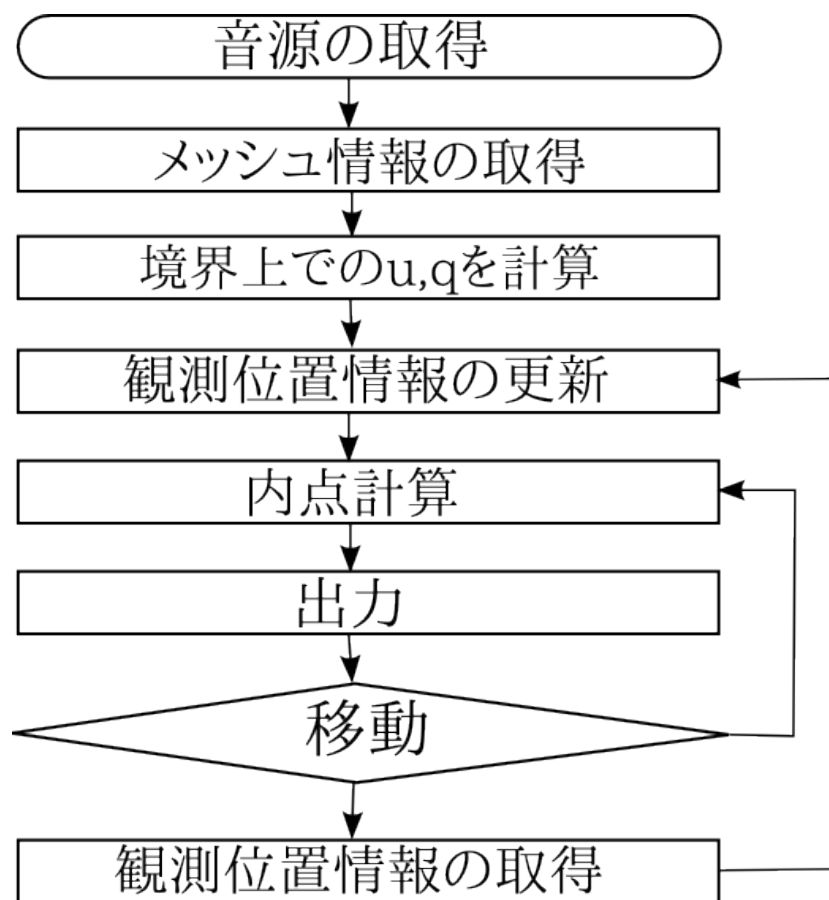 音源の取得
メッシュ情報の取得
境界上でのu,qを計算
観測位置情報の更新
内点計算
出力
移動
観測位置情報の取得